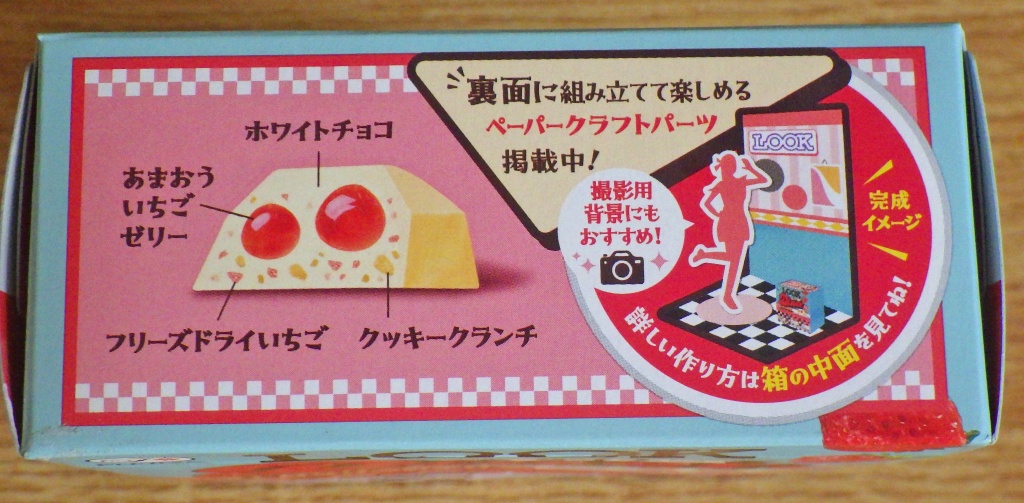 裏面に組み立てて楽しめる
ペーパークラフトパーツ
掲載中!
ホワイトチョコ
あまおう
いちご
ゼリー
フリーズドライいちご
クッキークランチ
撮影用
背景にも
おすすめ!
LOOK
完成
イメージ
LOOK
詳しい作り方は箱の中面を見てね!